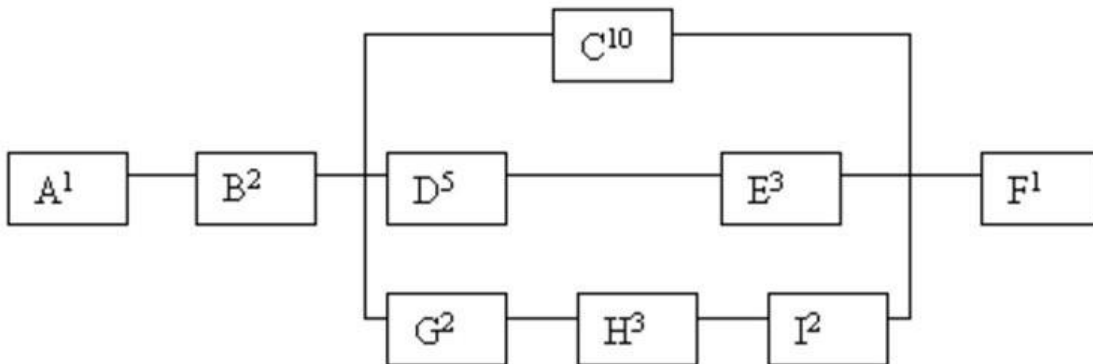 C¹⁰
A¹ B² D⁵ E³ F¹
G² H³ I²